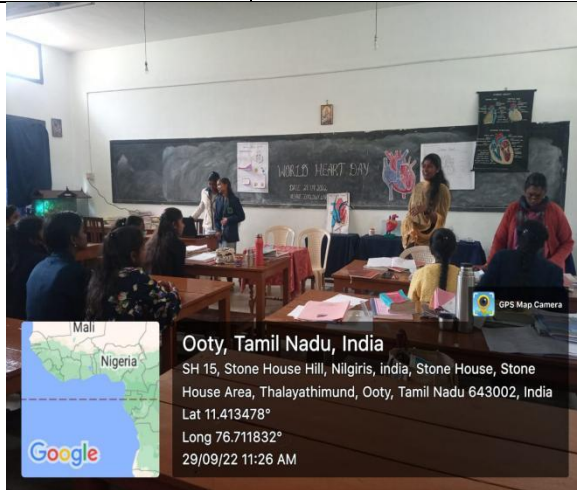 WORLD HEART DAY
GPS Map Camera
Mali
Nigeria
Google
Ooty, Tamil Nadu, India
SH 15, Stone House Hill, Nilgiris, india, Stone House, Stone
House Area, Thalayathimund, Ooty, Tamil Nadu 643002, India
Lat 11.413478°
Long 76.711832°
29/09/22 11:26 AM